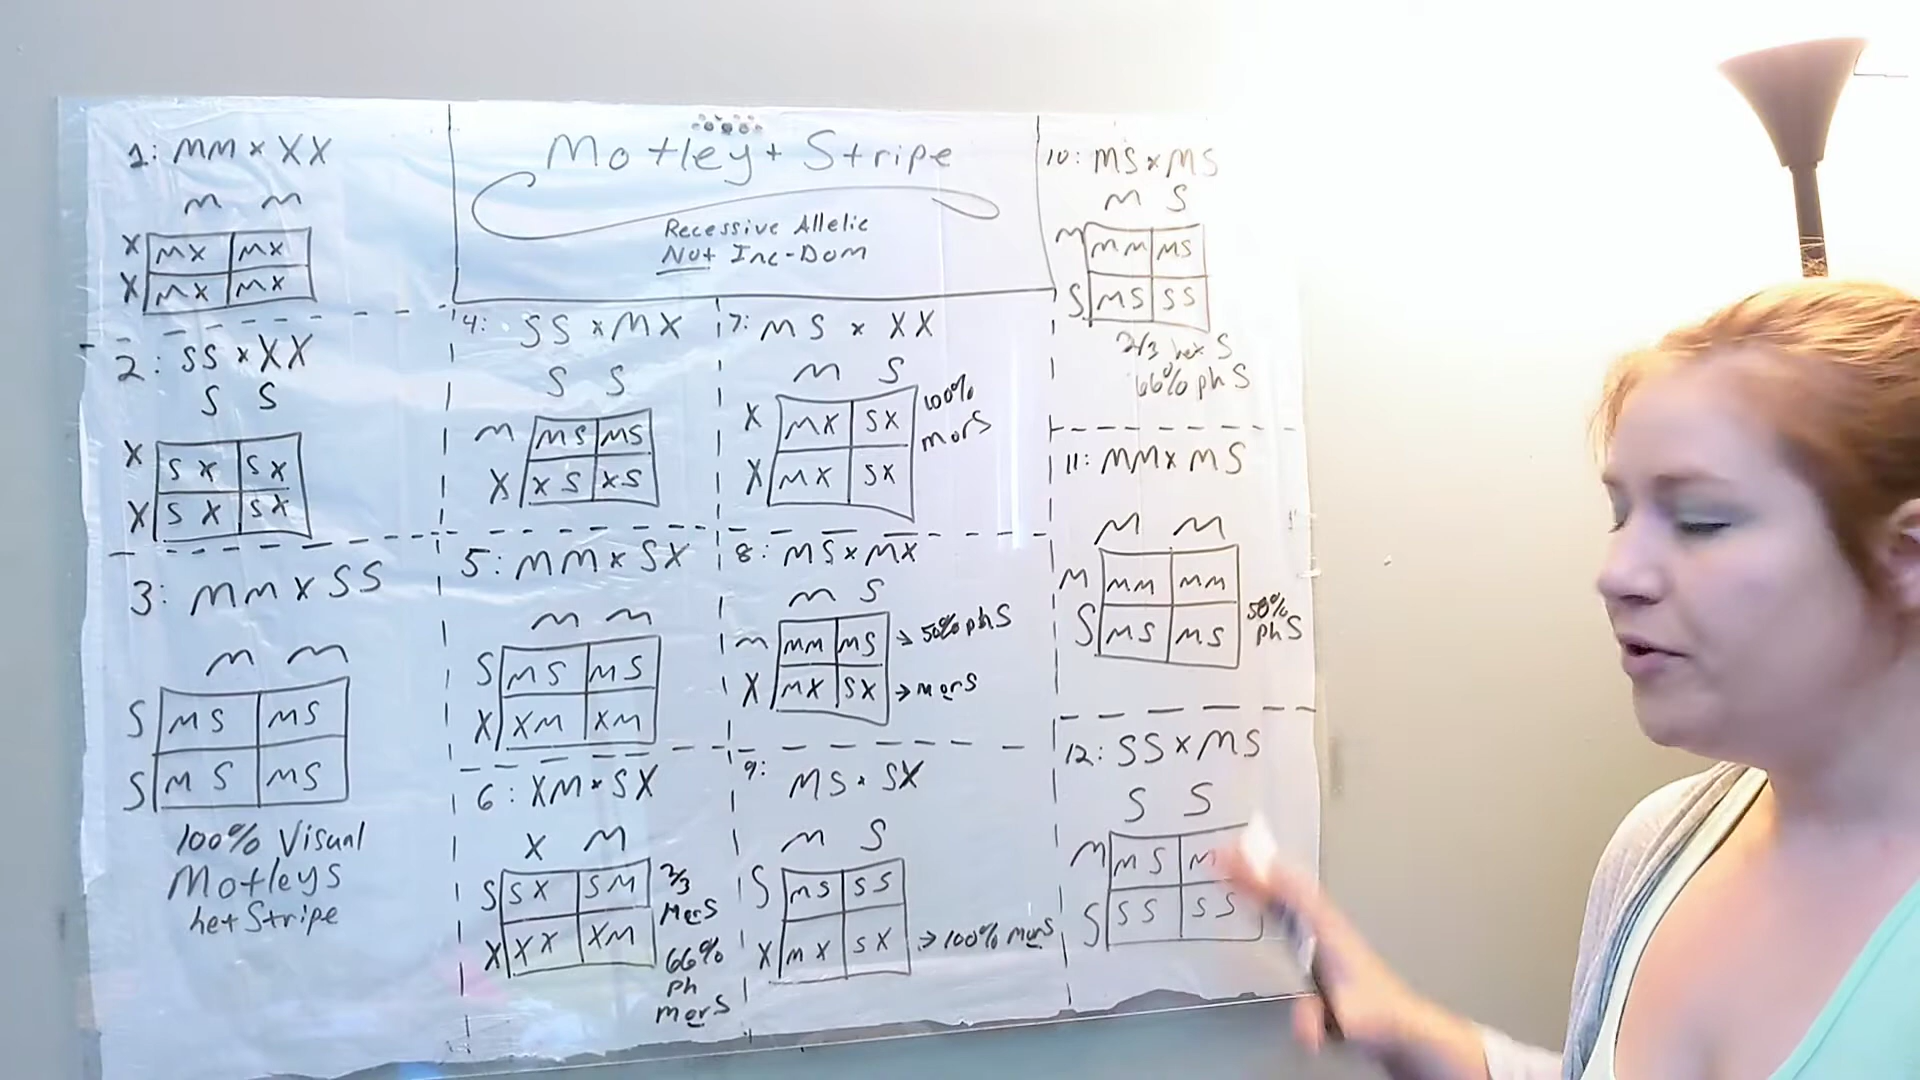 1: MM x XX
M M
X MX MX
X MX MX
2: SS x XX
S S
X SX SX
X SX SX
3: MM x SS
M M
S MS MS
S MS MS
100% Visual
Motleys
het Stripe
Motley + Stripe
Recessive Allelic
Not Inc-Dom
4: SS x MX
S S
M MS MS
X XS XS
5: MM x SX
M M
S MS MS
X XM XM
6: XM x SX
X M
S SX SM
X XX XM
2/3
MorS
66%
Ph
MorS
7: MS x XX
M S
X MX SX
X MX SX
100%
MorS
8: MS x MX
M S
M MM MS → 50% ph S
X MX SX → MorS
9: MS x SX
M S
S MS SS
X MX SX → 100% MorS
10: MS x MS
M S
M MM MS
S MS SS
2/3 het S
66% ph S
11: MM x MS
M M
M MM MM
S MS MS
50%
ph S
12: SS x MS
S S
M MS M
S SS SS